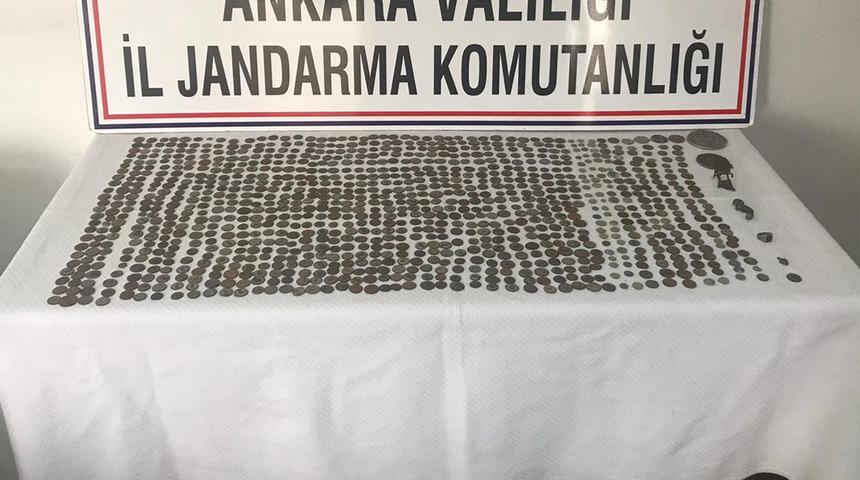 ANKARA VALİLİĞİ
İL JANDARMA KOMUTANLIĞI